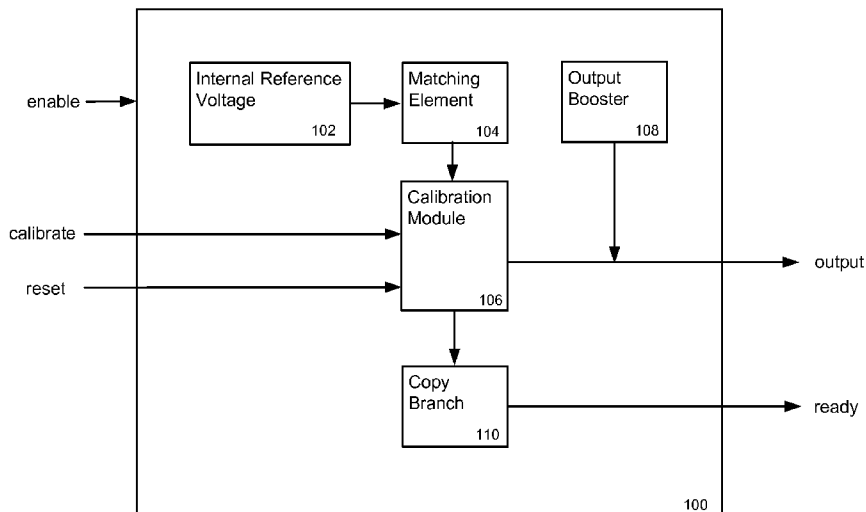 enable
Internal Reference
Voltage
102
Matching
Element
104
Output
Booster
108
calibrate
Calibration
Module
106
output
reset
Copy
Branch
110
ready
100